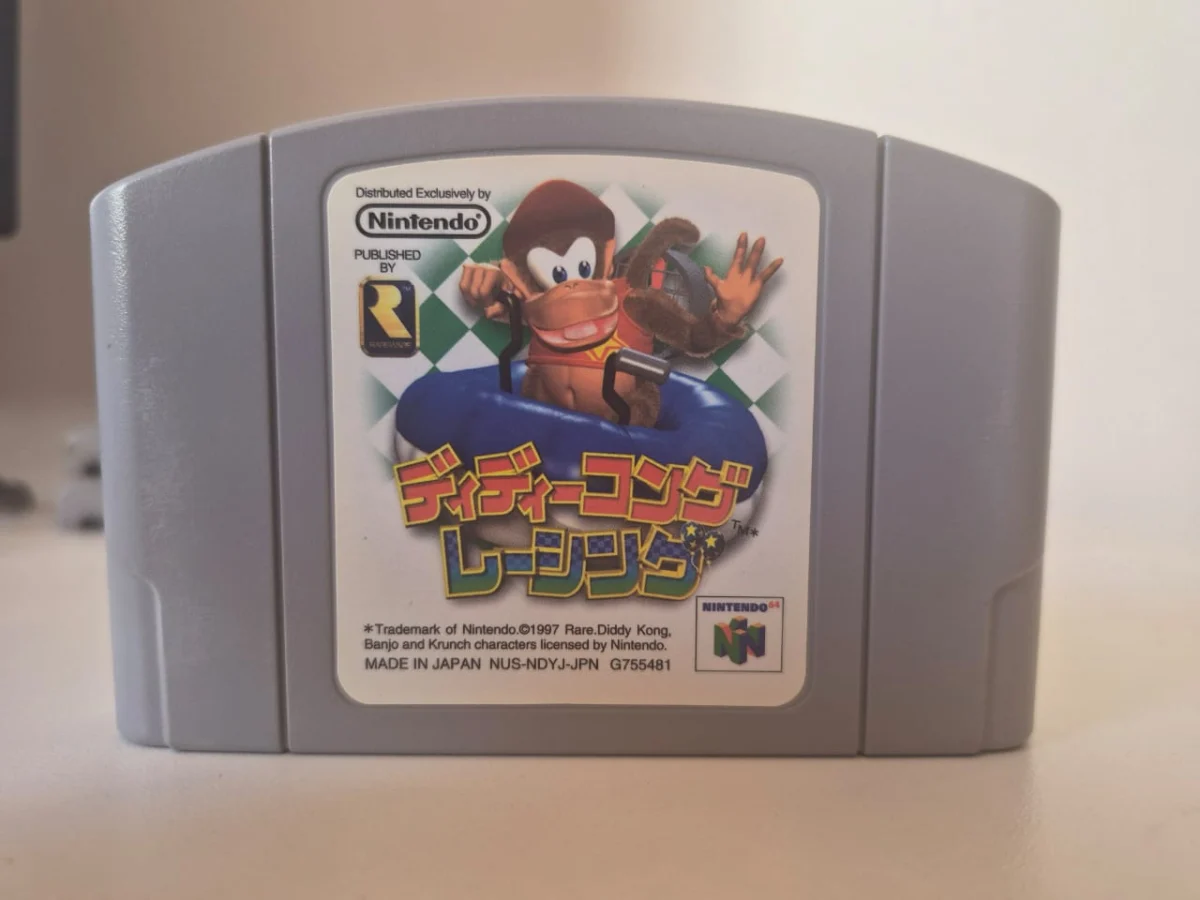 Distributed Exclusively by
Nintendo®
PUBLISHED
BY
R
RAREWARE
ディディーコング
レーシング
TM*
NINTENDO64
*Trademark of Nintendo.©1997 Rare.Diddy Kong,
Banjo and Krunch characters licensed by Nintendo.
MADE IN JAPAN NUS-NDYJ-JPN G755481